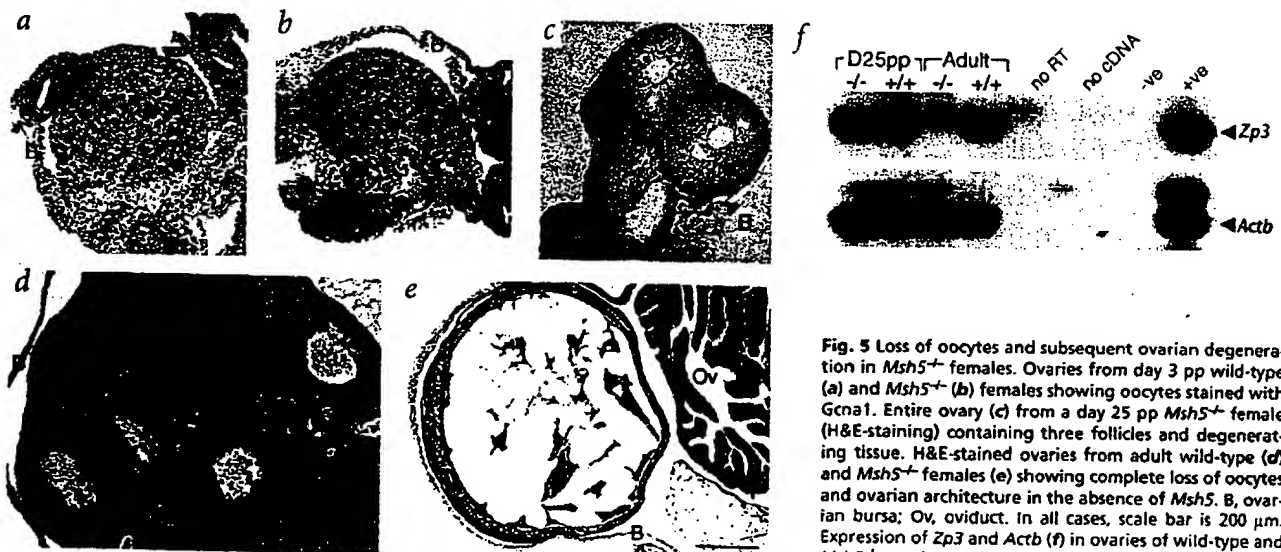 a
b
c
f
D25pp
Adult
-/-
+/+
-/-
+/+
no RT
no cDNA
-ve
+ve
Zp3
Actb
B
B
B
d
e
B
Ov
B
Fig. 5 Loss of oocytes and subsequent ovarian degenera-
tion in Msh5-/- females. Ovaries from day 3 pp wild-type
(a) and Msh5-/- (b) females showing oocytes stained with
Gcna1. Entire ovary (c) from a day 25 pp Msh5-/- female
(H&E-staining) containing three follicles and degenerat-
ing tissue. H&E-stained ovaries from adult wild-type (d)
and Msh5-/- females (e) showing complete loss of oocytes
and ovarian architecture in the absence of Msh5. B, ovar-
ian bursa; Ov, oviduct. In all cases, scale bar is 200 μm.
Expression of Zp3 and Actb (f) in ovaries of wild-type and